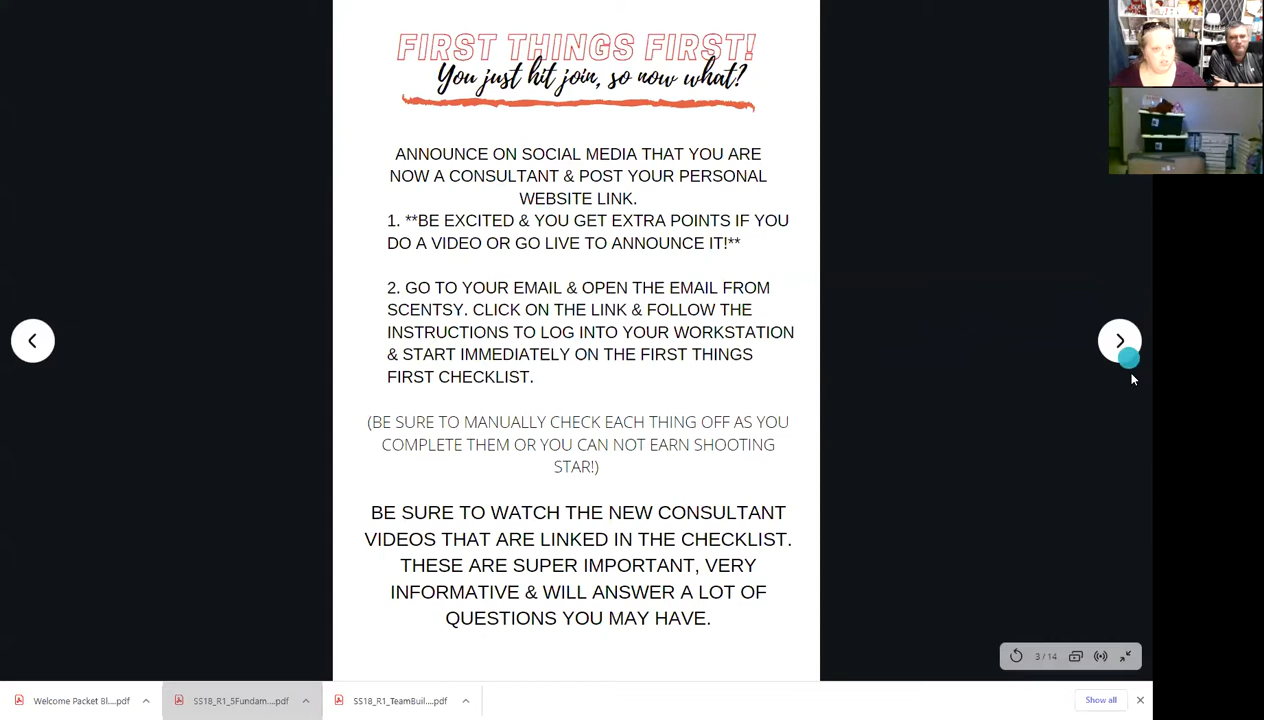 FIRST THINGS FIRST!
You just hit join, so now what?
ANNOUNCE ON SOCIAL MEDIA THAT YOU ARE
NOW A CONSULTANT & POST YOUR PERSONAL
WEBSITE LINK.
1. **BE EXCITED & YOU GET EXTRA POINTS IF YOU
DO A VIDEO OR GO LIVE TO ANNOUNCE IT!**
2. GO TO YOUR EMAIL & OPEN THE EMAIL FROM
SCENTSY. CLICK ON THE LINK & FOLLOW THE
INSTRUCTIONS TO LOG INTO YOUR WORKSTATION
& START IMMEDIATELY ON THE FIRST THINGS
FIRST CHECKLIST.
(BE SURE TO MANUALLY CHECK EACH THING OFF AS YOU
COMPLETE THEM OR YOU CAN NOT EARN SHOOTING
STAR!)
BE SURE TO WATCH THE NEW CONSULTANT
VIDEOS THAT ARE LINKED IN THE CHECKLIST.
THESE ARE SUPER IMPORTANT, VERY
INFORMATIVE & WILL ANSWER A LOT OF
QUESTIONS YOU MAY HAVE.
3 / 14
Welcome Packet Bl....pdf
SS18_R1_5Fundam....pdf
SS18_R1_TeamBuil....pdf
Show all